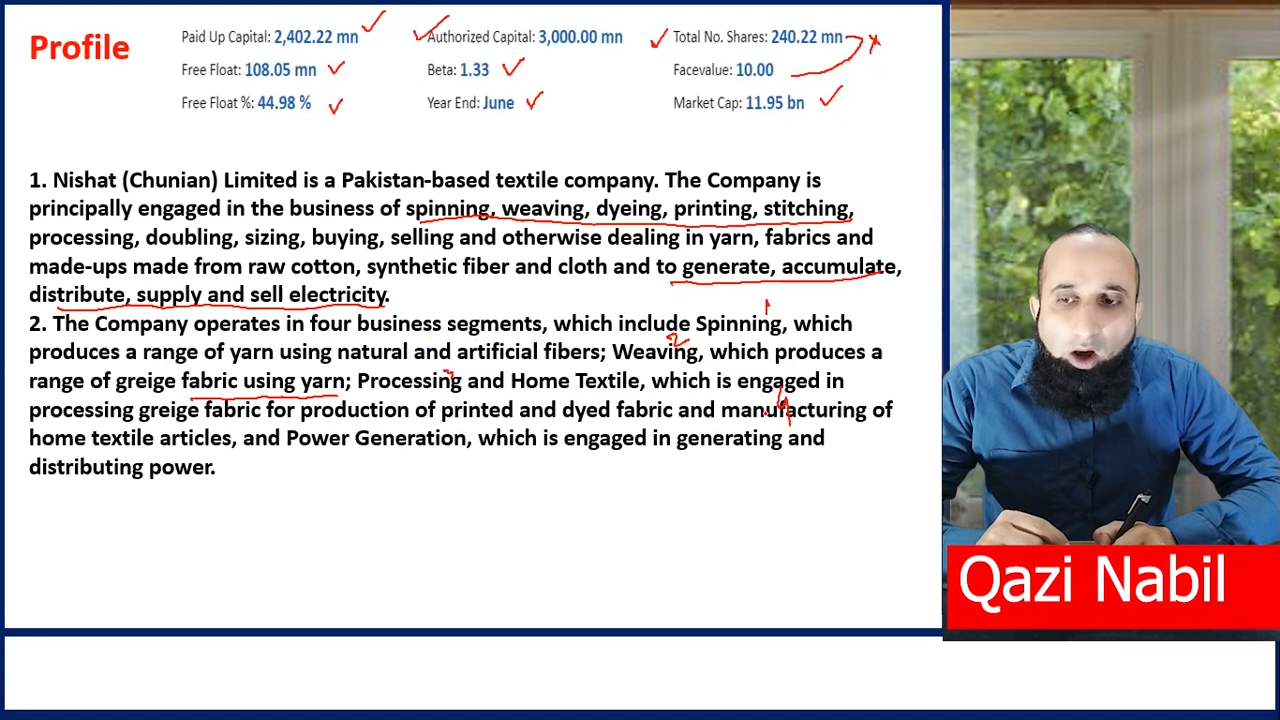 Profile
Paid Up Capital: 2,402.22 mn
Authorized Capital: 3,000.00 mn
Total No. Shares: 240.22 mn
Free Float: 108.05 mn
Beta: 1.33
Facevalue: 10.00
Free Float %: 44.98 %
Year End: June
Market Cap: 11.95 bn
1. Nishat (Chunian) Limited is a Pakistan-based textile company. The Company is
principally engaged in the business of spinning, weaving, dyeing, printing, stitching,
processing, doubling, sizing, buying, selling and otherwise dealing in yarn, fabrics and
made-ups made from raw cotton, synthetic fiber and cloth and to generate, accumulate,
distribute, supply and sell electricity.
1
2. The Company operates in four business segments, which include Spinning, which
2
produces a range of yarn using natural and artificial fibers; Weaving, which produces a
3
range of greige fabric using yarn; Processing and Home Textile, which is engaged in
4
processing greige fabric for production of printed and dyed fabric and manufacturing of
home textile articles, and Power Generation, which is engaged in generating and
distributing power.
Qazi Nabil